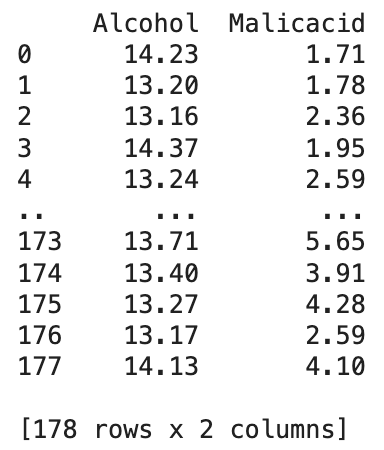 Alcohol Malicacid
0 14.23 1.71
1 13.20 1.78
2 13.16 2.36
3 14.37 1.95
4 13.24 2.59
.. ... ...
173 13.71 5.65
174 13.40 3.91
175 13.27 4.28
176 13.17 2.59
177 14.13 4.10
[178 rows x 2 columns]